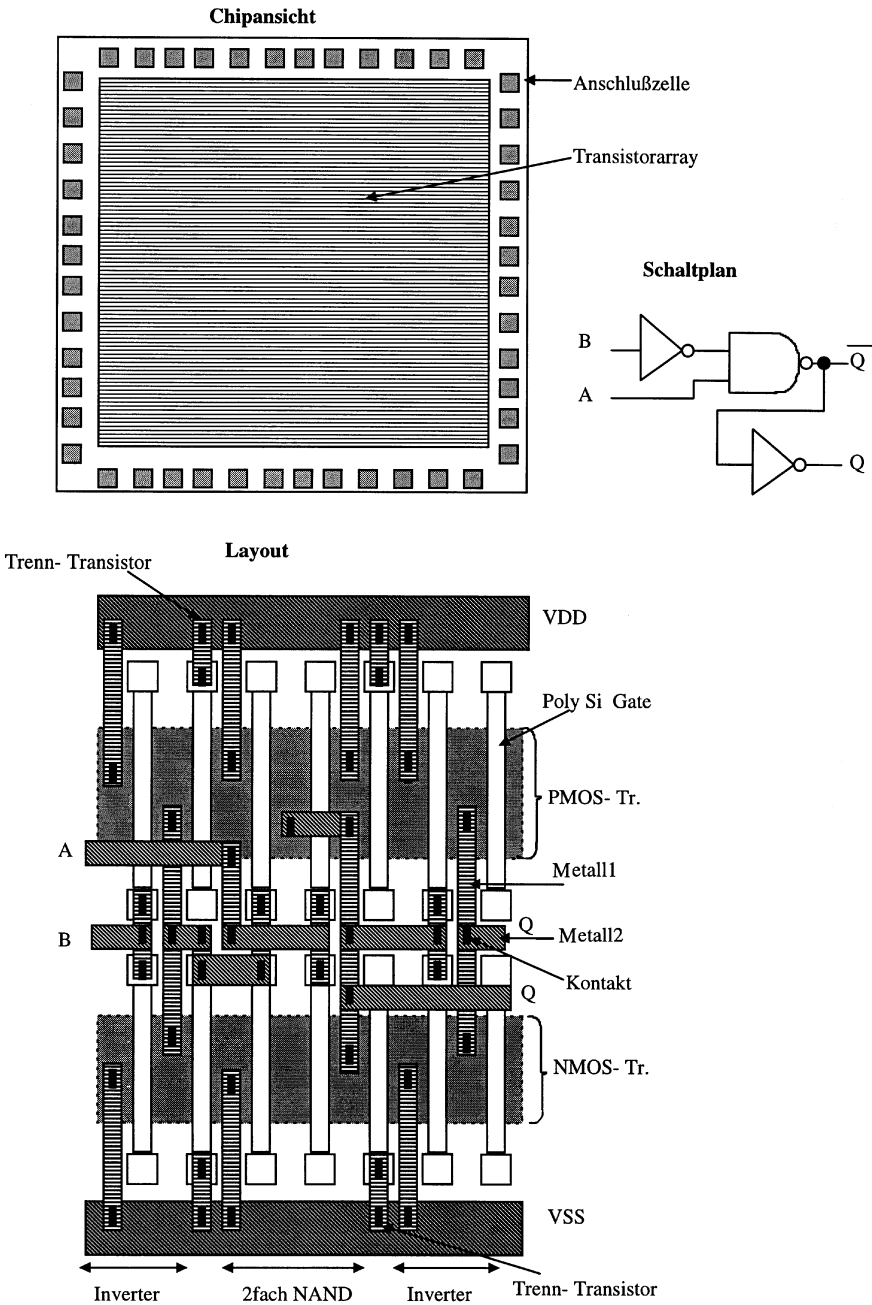 Chipansicht
Anschlußzelle
Transistorarray
Schaltplan
B
Q
A
Q
Layout
Trenn- Transistor
VDD
Poly Si Gate
PMOS- Tr.
A
Metall1
Q
B
Metall2
Kontakt
Q
NMOS- Tr.
VSS
Inverter
2fach NAND
Inverter
Trenn- Transistor